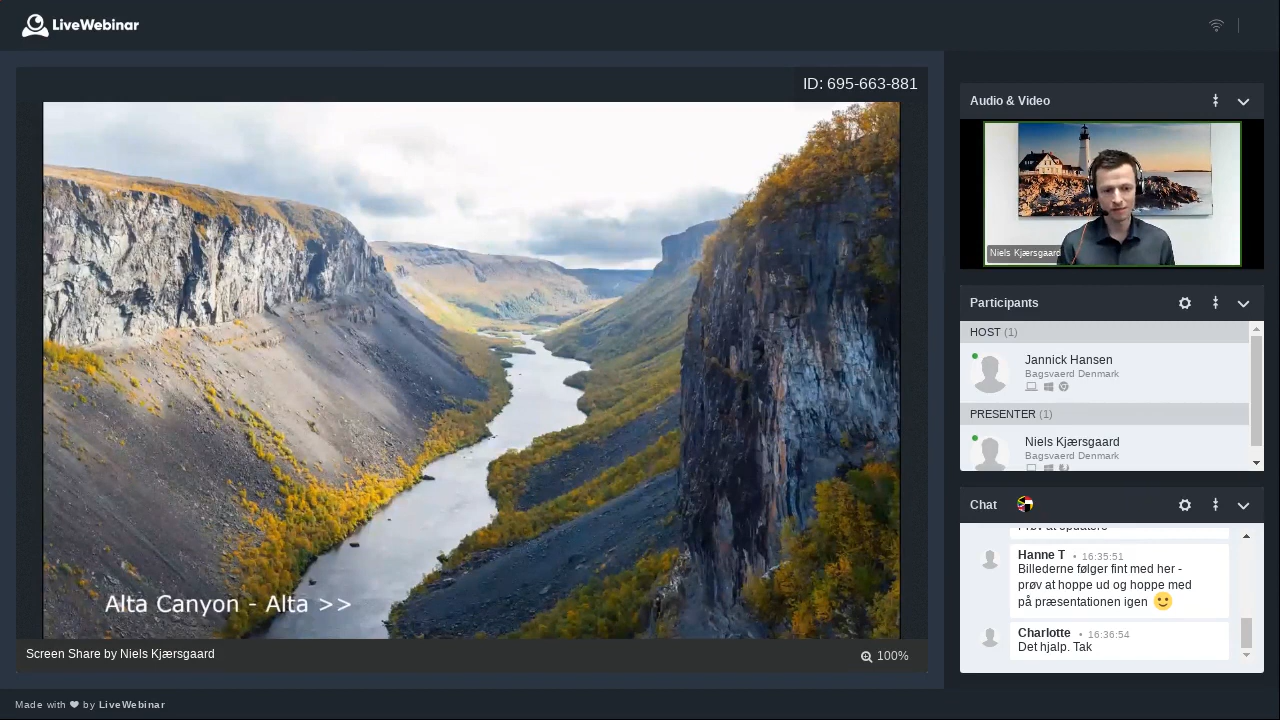 LiveWebinar
ID: 695-663-881
Alta Canyon - Alta >>
Screen Share by Niels Kjærsgaard
100%
Audio & Video
Niels Kjærsgaard
Participants
HOST (1)
Jannick Hansen
Bagsvaerd Denmark
PRESENTER (1)
Niels Kjærsgaard
Bagsvaerd Denmark
Chat
Prøv at opdatere
Hanne T • 16:35:51
Billederne følger fint med her -
prøv at hoppe ud og hoppe med
på præsentationen igen
Charlotte • 16:36:54
Det hjalp. Tak
Made with ❤ by LiveWebinar